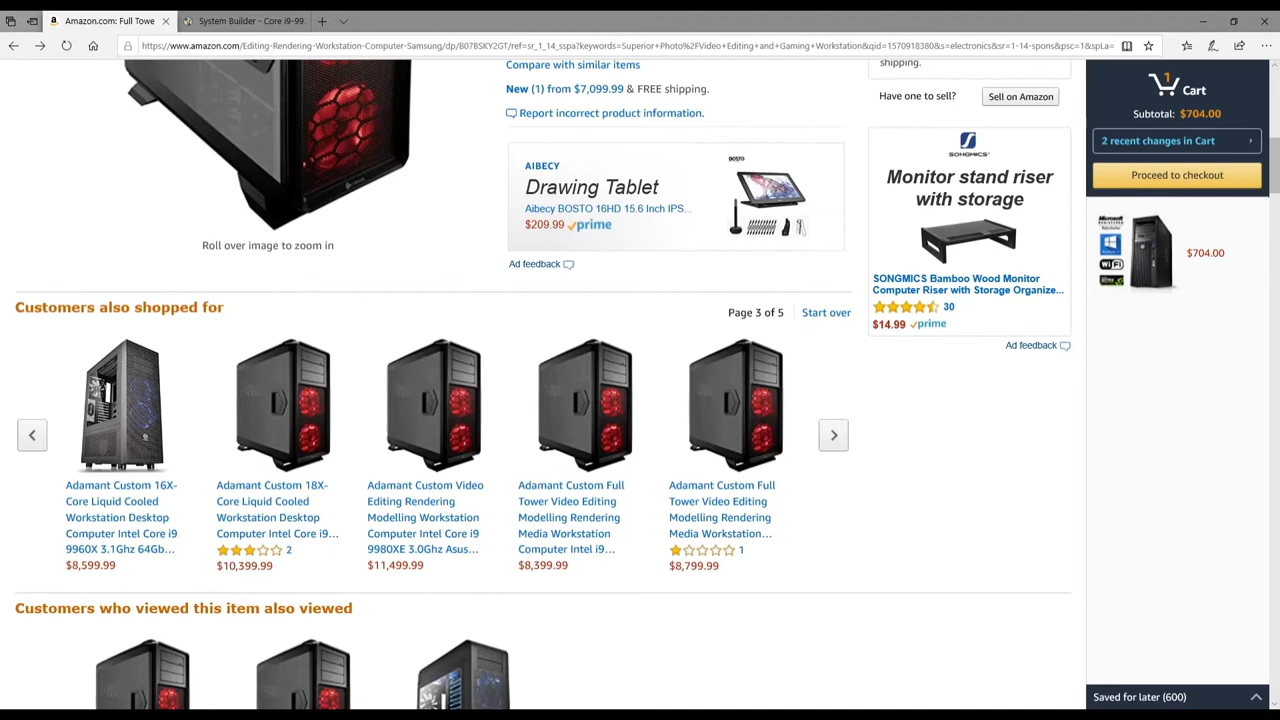 Amazon.com: Full Towe
System Builder - Core i9-99
https://www.amazon.com/Editing-Rendering-Workstation-Computer-Samsung/dp/B07BSKY2GT/ref=sr_1_14_sspa?keywords=Superior+Photo%2FVideo+Editing+and+Gaming+Workstation&qid=1570918380&s=electronics&sr=1-14-spons&psc=1&spLa=
Compare with similar items
New (1) from $7,099.99 & FREE shipping.
Report incorrect product information.
AIBECY
Drawing Tablet
Aibecy BOSTO 16HD 15.6 Inch IPS...
$209.99 prime
BOSTO
Ad feedback
Roll over image to zoom in
shipping.
Have one to sell?
Sell on Amazon
SONGMICS
Monitor stand riser
with storage
SONGMICS Bamboo Wood Monitor
Computer Riser with Storage Organize...
30
$14.99 prime
Ad feedback
1
Cart
Subtotal: $704.00
2 recent changes in Cart
Proceed to checkout
Microsoft
WiFi
$704.00
Customers also shopped for
Page 3 of 5
Start over
Adamant Custom 16X-
Core Liquid Cooled
Workstation Desktop
Computer Intel Core i9
9960X 3.1Ghz 64Gb...
$8,599.99
Adamant Custom 18X-
Core Liquid Cooled
Workstation Desktop
Computer Intel Core i9...
2
$10,399.99
Adamant Custom Video
Editing Rendering
Modelling Workstation
Computer Intel Core i9
9980XE 3.0Ghz Asus...
$11,499.99
Adamant Custom Full
Tower Video Editing
Modelling Rendering
Media Workstation
Computer Intel i9...
$8,399.99
Adamant Custom Full
Tower Video Editing
Modelling Rendering
Media Workstation...
1
$8,799.99
Customers who viewed this item also viewed
Saved for later (600)